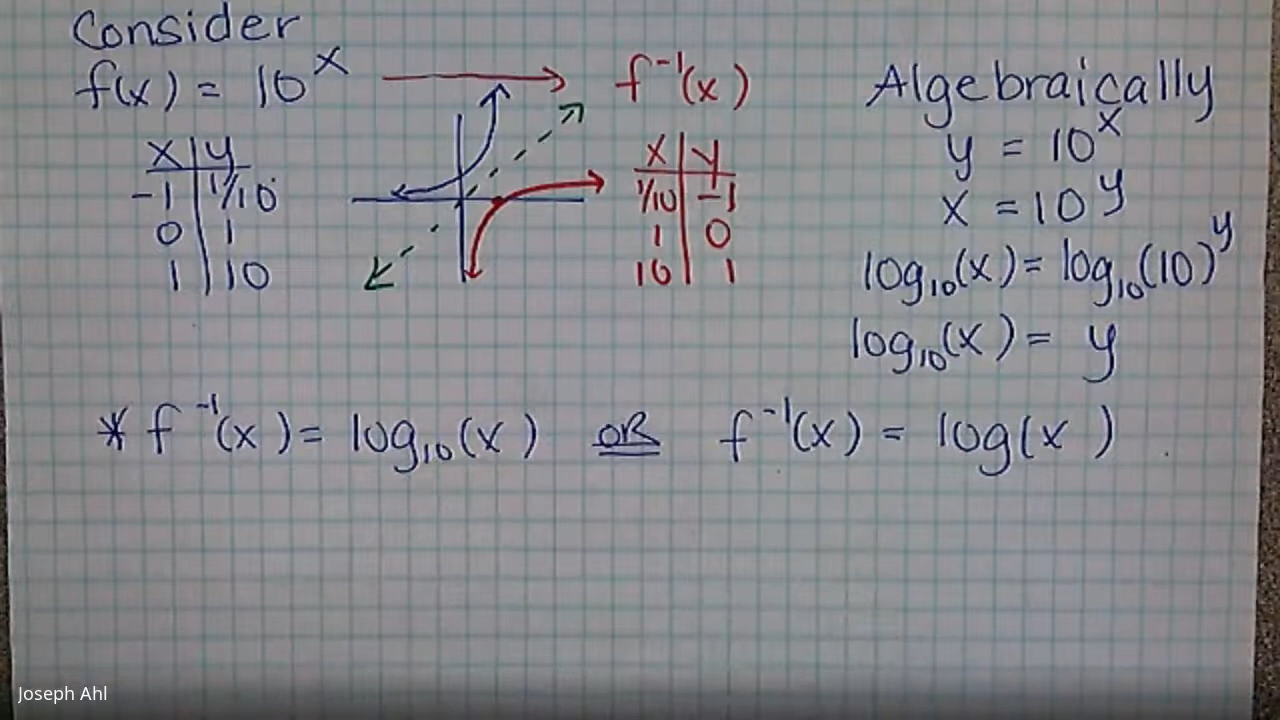 Consider
f(x) = 10^x
f⁻¹(x)
x | y
-1 | 1/10
0 | 1
1 | 10
x | y
1/10 | -1
1 | 0
10 | 1
Algebraically
y = 10^x
x = 10^y
log₁₀(x) = log₁₀(10)^y
log₁₀(x) = y
* f⁻¹(x) = log₁₀(x) OR f⁻¹(x) = log(x)
Joseph Ahl